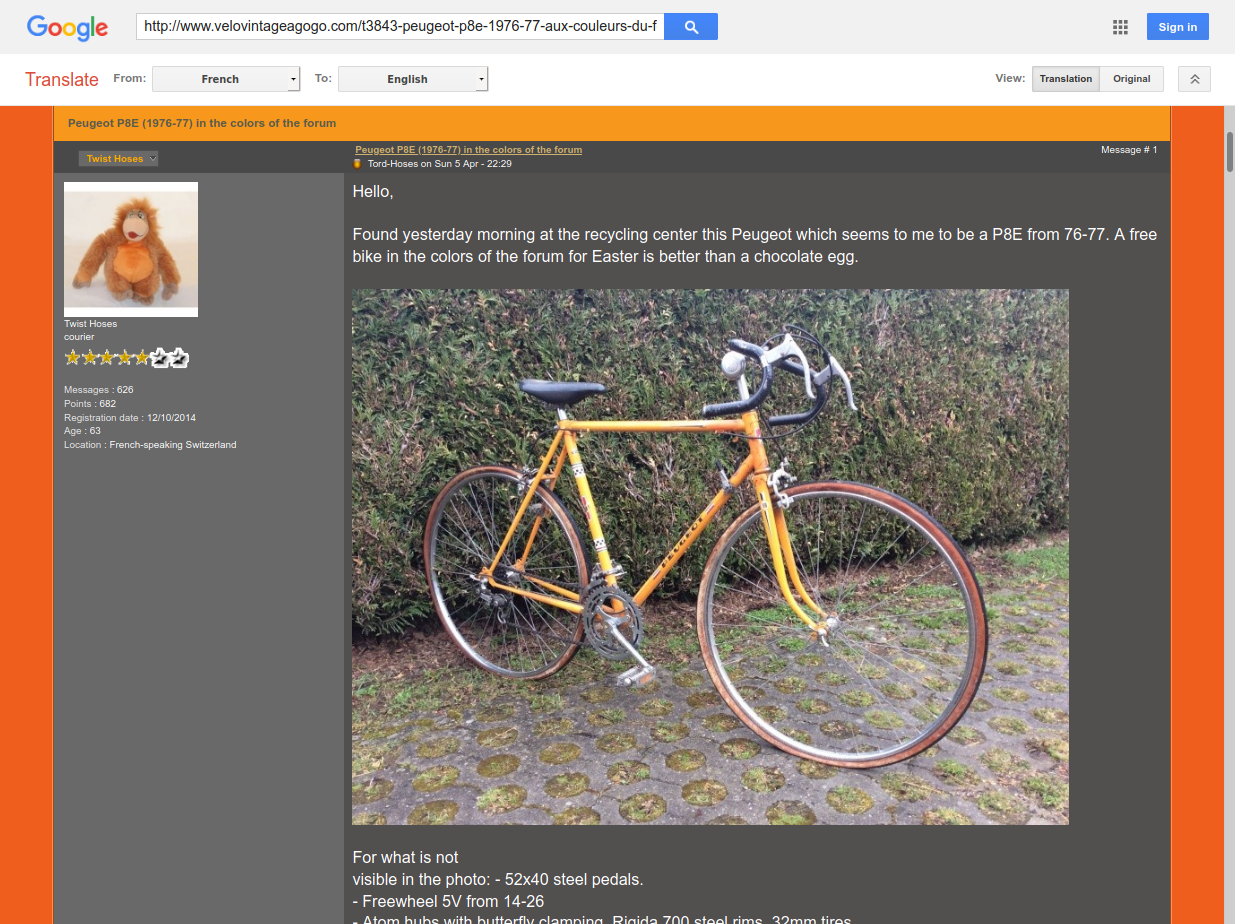 Google
http://www.velovintageagogo.com/t3843-peugeot-p8e-1976-77-aux-couleurs-du-f
Sign in
Translate
From: French
To: English
View: Translation Original
Peugeot P8E (1976-77) in the colors of the forum
Twist Hoses
Peugeot P8E (1976-77) in the colors of the forum
Message # 1
Tord-Hoses on Sun 5 Apr - 22:29
Twist Hoses
courier
Messages : 626
Points : 682
Registration date : 12/10/2014
Age : 63
Location : French-speaking Switzerland
Hello,
Found yesterday morning at the recycling center this Peugeot which seems to me to be a P8E from 76-77. A free
bike in the colors of the forum for Easter is better than a chocolate egg.
PEUGEOT
For what is not
visible in the photo: - 52x40 steel pedals.
- Freewheel 5V from 14-26
- Atom hubs with butterfly clamping, Rigida 700 steel rims, 32mm tires